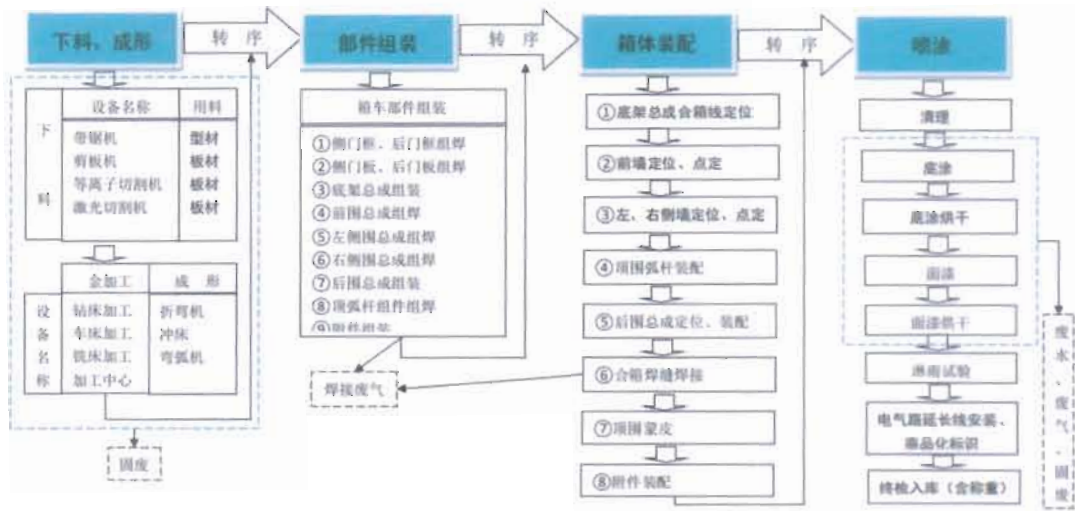 下料、成形
转 序
部件组装
转 序
箱体装配
转 序
喷涂
下料
设备名称 用料
带锯机 型材
剪板机 板材
等离子切割机 板材
激光切割机 板材
设备名称
金加工 成 形
钻床加工 折弯机
车床加工 冲床
铣床加工 弯弧机
加工中心
固废
箱车部件组装
①侧门框、后门框组焊
②侧门板、后门板组焊
③底架总成组装
④前围总成组焊
⑤左侧围总成组焊
⑥右侧围总成组焊
⑦后围总成组装
⑧顶弧杆组件组焊
⑨附件组装
焊接废气
①底架总成合箱线定位
②前墙定位、点定
③左、右侧墙定位、点定
④顶围弧杆装配
⑤后围总成定位、装配
⑥合箱焊缝焊接
⑦顶围蒙皮
⑧附件装配
清理
底涂
底涂烘干
面漆
面漆烘干
淋雨试验
电气路延长线安装、
商品化标识
终检入库（含称重）
废水、废气、固废